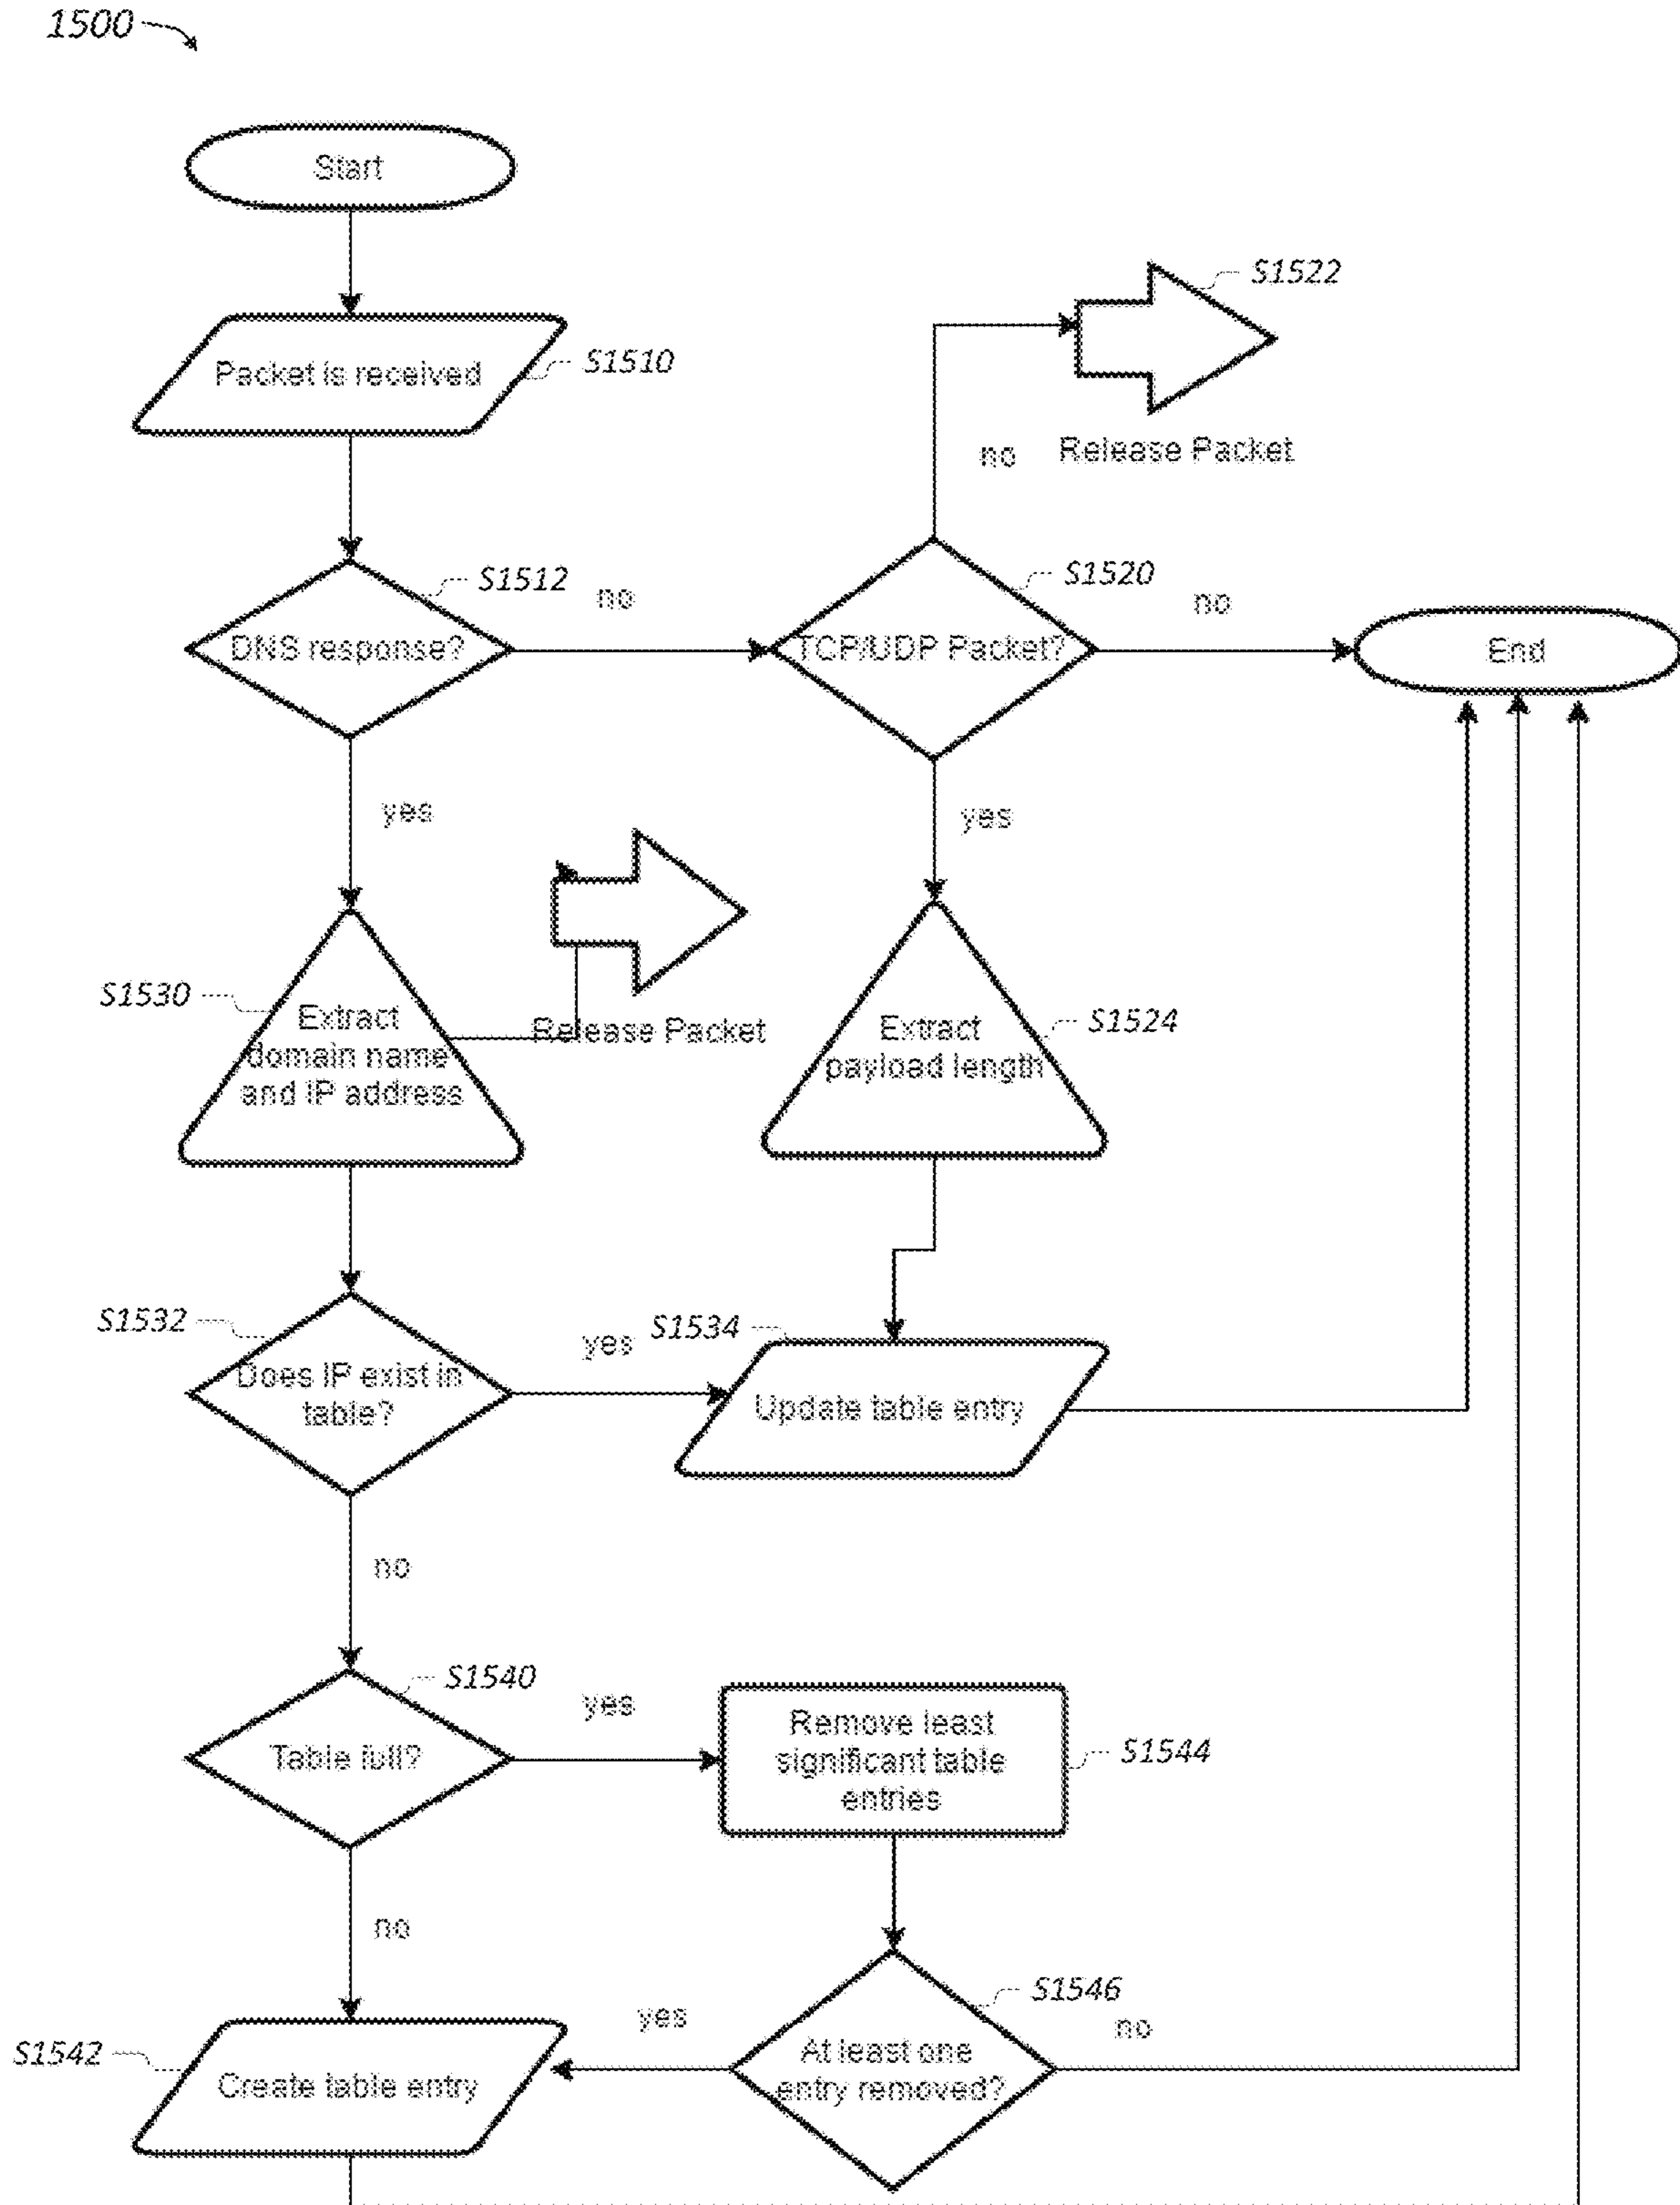 1500
Start
S1522
Packet is received
S1510
no
Release Packet
S1512
no
S1520
no
DNS response?
TCP/UDP Packet?
End
yes
yes
S1530
Extract
domain name
and IP address
Release Packet
Extract
payload length
S1524
S1532
Does IP exist in
table?
yes
S1534
Update table entry
no
S1540
Table full?
yes
Remove least
significant table
entries
S1544
no
S1546
yes
no
S1542
Create table entry
At least one
entry removed?